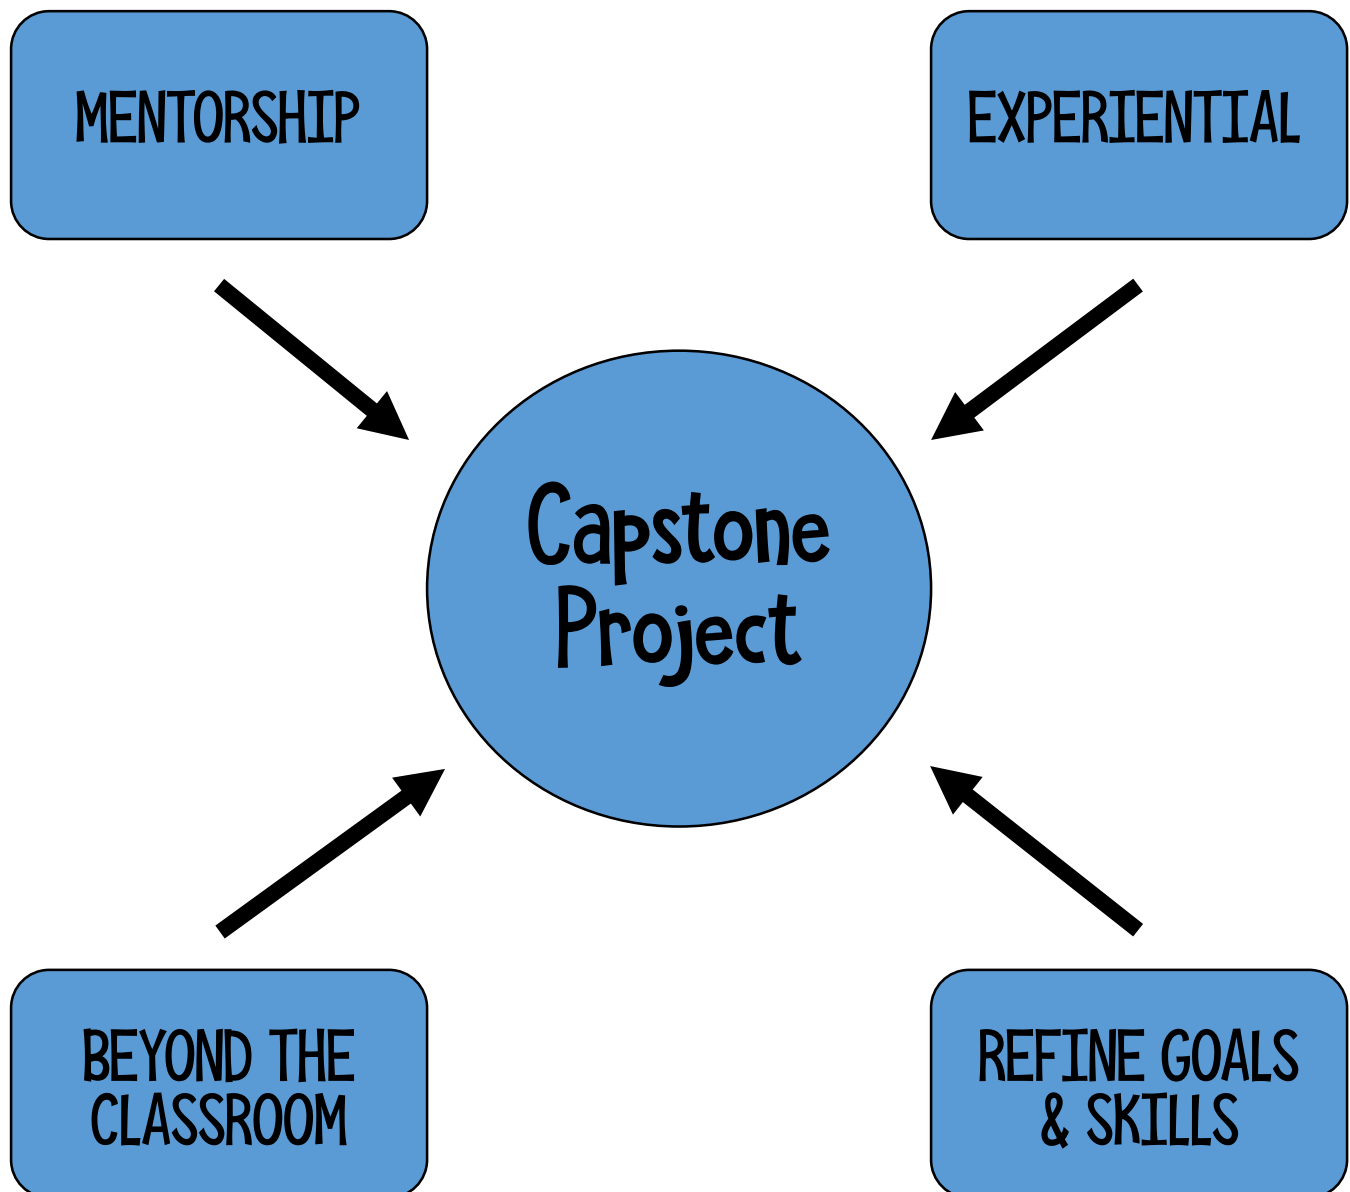 MENTORSHIP
EXPERIENTIAL
Capstone
Project
BEYOND THE
CLASSROOM
REFINE GOALS
& SKILLS